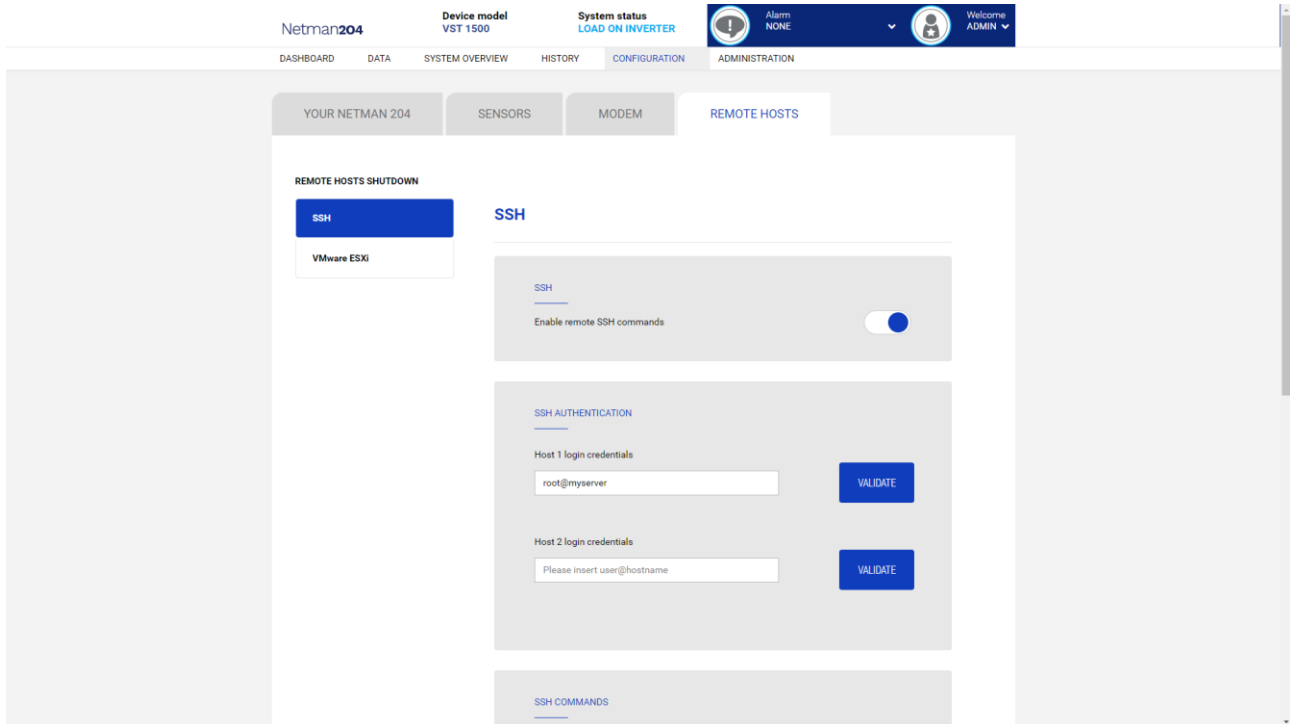 Netman204
Device model
VST 1500
System status
LOAD ON INVERTER
Alarm
NONE
Welcome
ADMIN
DASHBOARD DATA SYSTEM OVERVIEW HISTORY CONFIGURATION ADMINISTRATION
YOUR NETMAN 204 SENSORS MODEM REMOTE HOSTS
REMOTE HOSTS SHUTDOWN
SSH
VMware ESXi
SSH
SSH
Enable remote SSH commands
SSH AUTHENTICATION
Host 1 login credentials
root@myserver VALIDATE
Host 2 login credentials
Please insert user@hostname VALIDATE
SSH COMMANDS